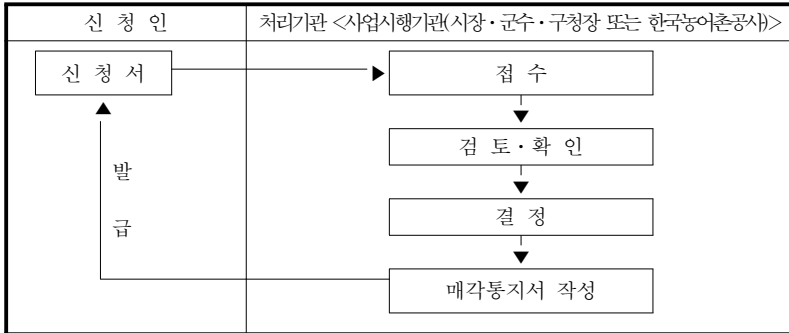 신 청 인
처리기관 <사업시행기관(시장·군수·구청장 또는 한국농어촌공사)>
신 청 서
접 수
검 토·확 인
발
급
결 정
매각통지서 작성